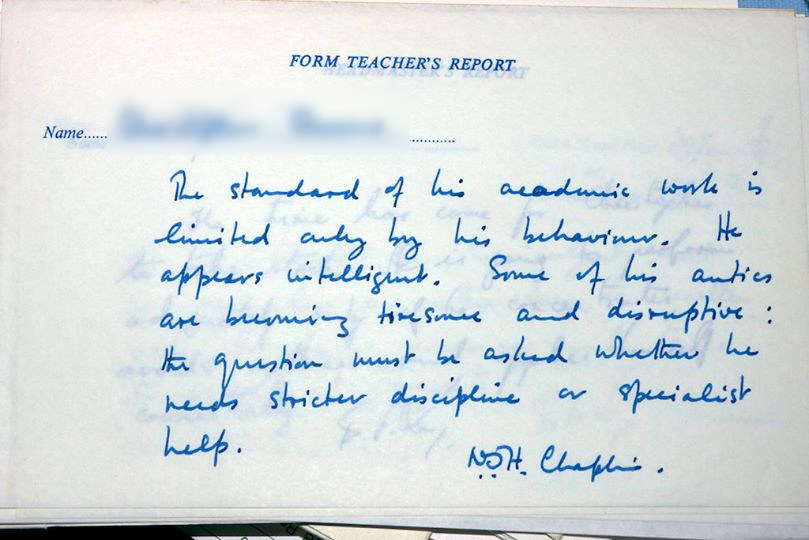 FORM TEACHER'S REPORT
HEADMASTER'S REPORT
Name...... ............
The standard of his academic work is
limited only by his behaviour. He
appears intelligent. Some of his antics
are becoming tiresome and disruptive :
the question must be asked whether he
needs stricter discipline or specialist
help.
N.J.H. Chaplin.